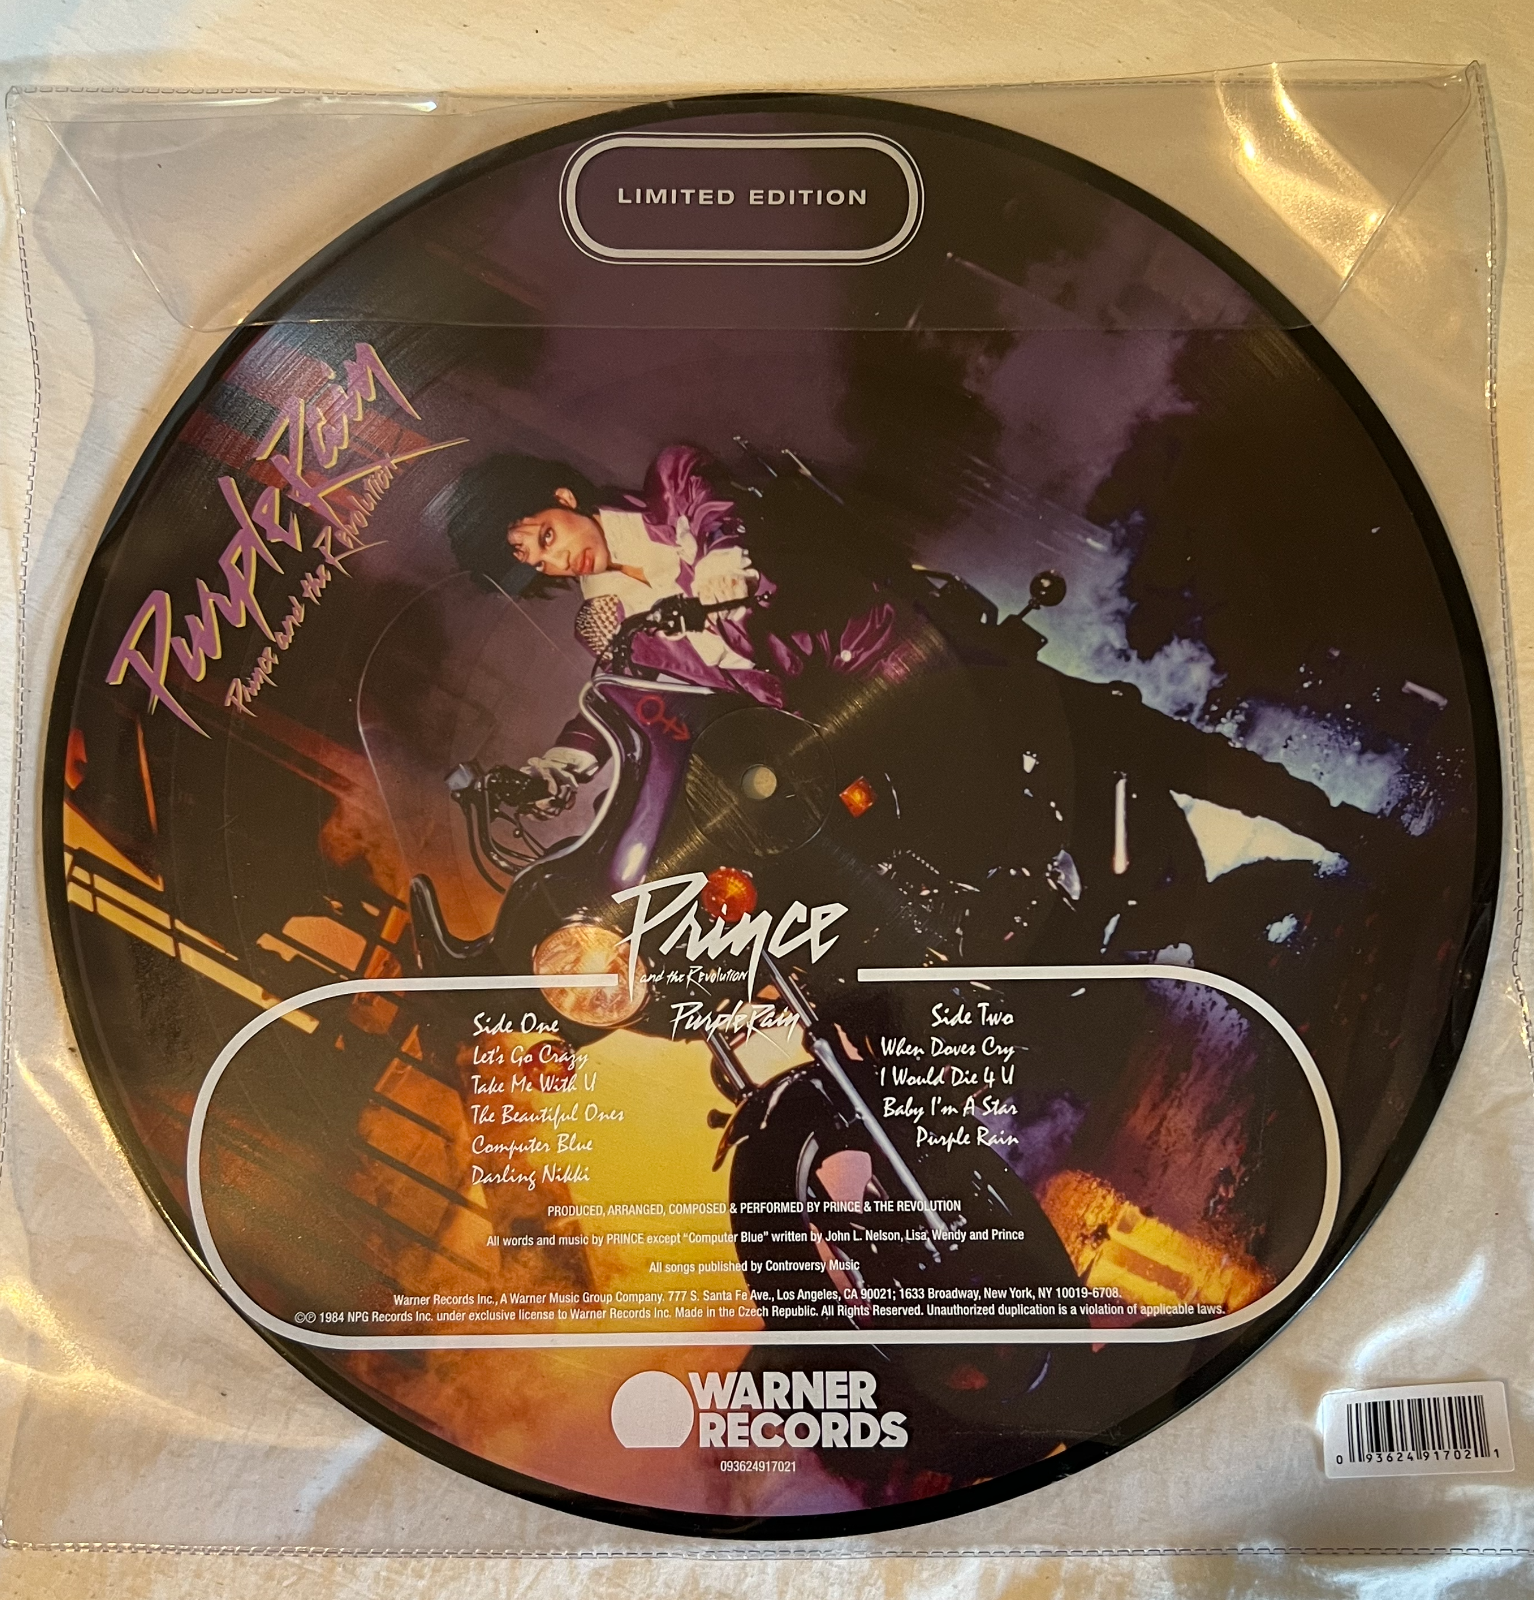 LIMITED EDITION
Purple Rain
Prince and the Revolution
Prince
and the Revolution
Purple Rain
Side One
Let's Go Crazy
Take Me With U
The Beautiful Ones
Computer Blue
Darling Nikki
Side Two
When Doves Cry
I Would Die 4 U
Baby I'm A Star
Purple Rain
PRODUCED, ARRANGED, COMPOSED & PERFORMED BY PRINCE & THE REVOLUTION
All words and music by PRINCE except "Computer Blue" written by John L. Nelson, Lisa, Wendy and Prince
All songs published by Controversy Music
Warner Records Inc., A Warner Music Group Company. 777 S. Santa Fe Ave., Los Angeles, CA 90021; 1633 Broadway, New York, NY 10019-6708.
©℗ 1984 NPG Records Inc. under exclusive license to Warner Records Inc. Made in the Czech Republic. All Rights Reserved. Unauthorized duplication is a violation of applicable laws.
WARNER
RECORDS
093624917021
0 93624 91702 1